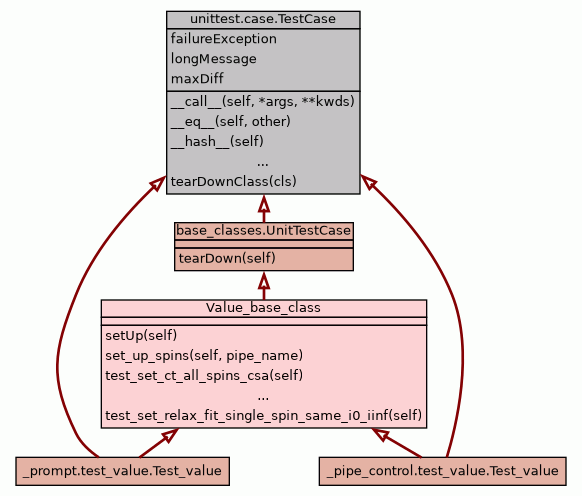 unittest.case.TestCase
failureException
longMessage
maxDiff
__call__(self, *args, **kwds)
__eq__(self, other)
__hash__(self)
...
tearDownClass(cls)
base_classes.UnitTestCase
tearDown(self)
Value_base_class
setUp(self)
set_up_spins(self, pipe_name)
test_set_ct_all_spins_csa(self)
...
test_set_relax_fit_single_spin_same_i0_iinf(self)
_prompt.test_value.Test_value
_pipe_control.test_value.Test_value